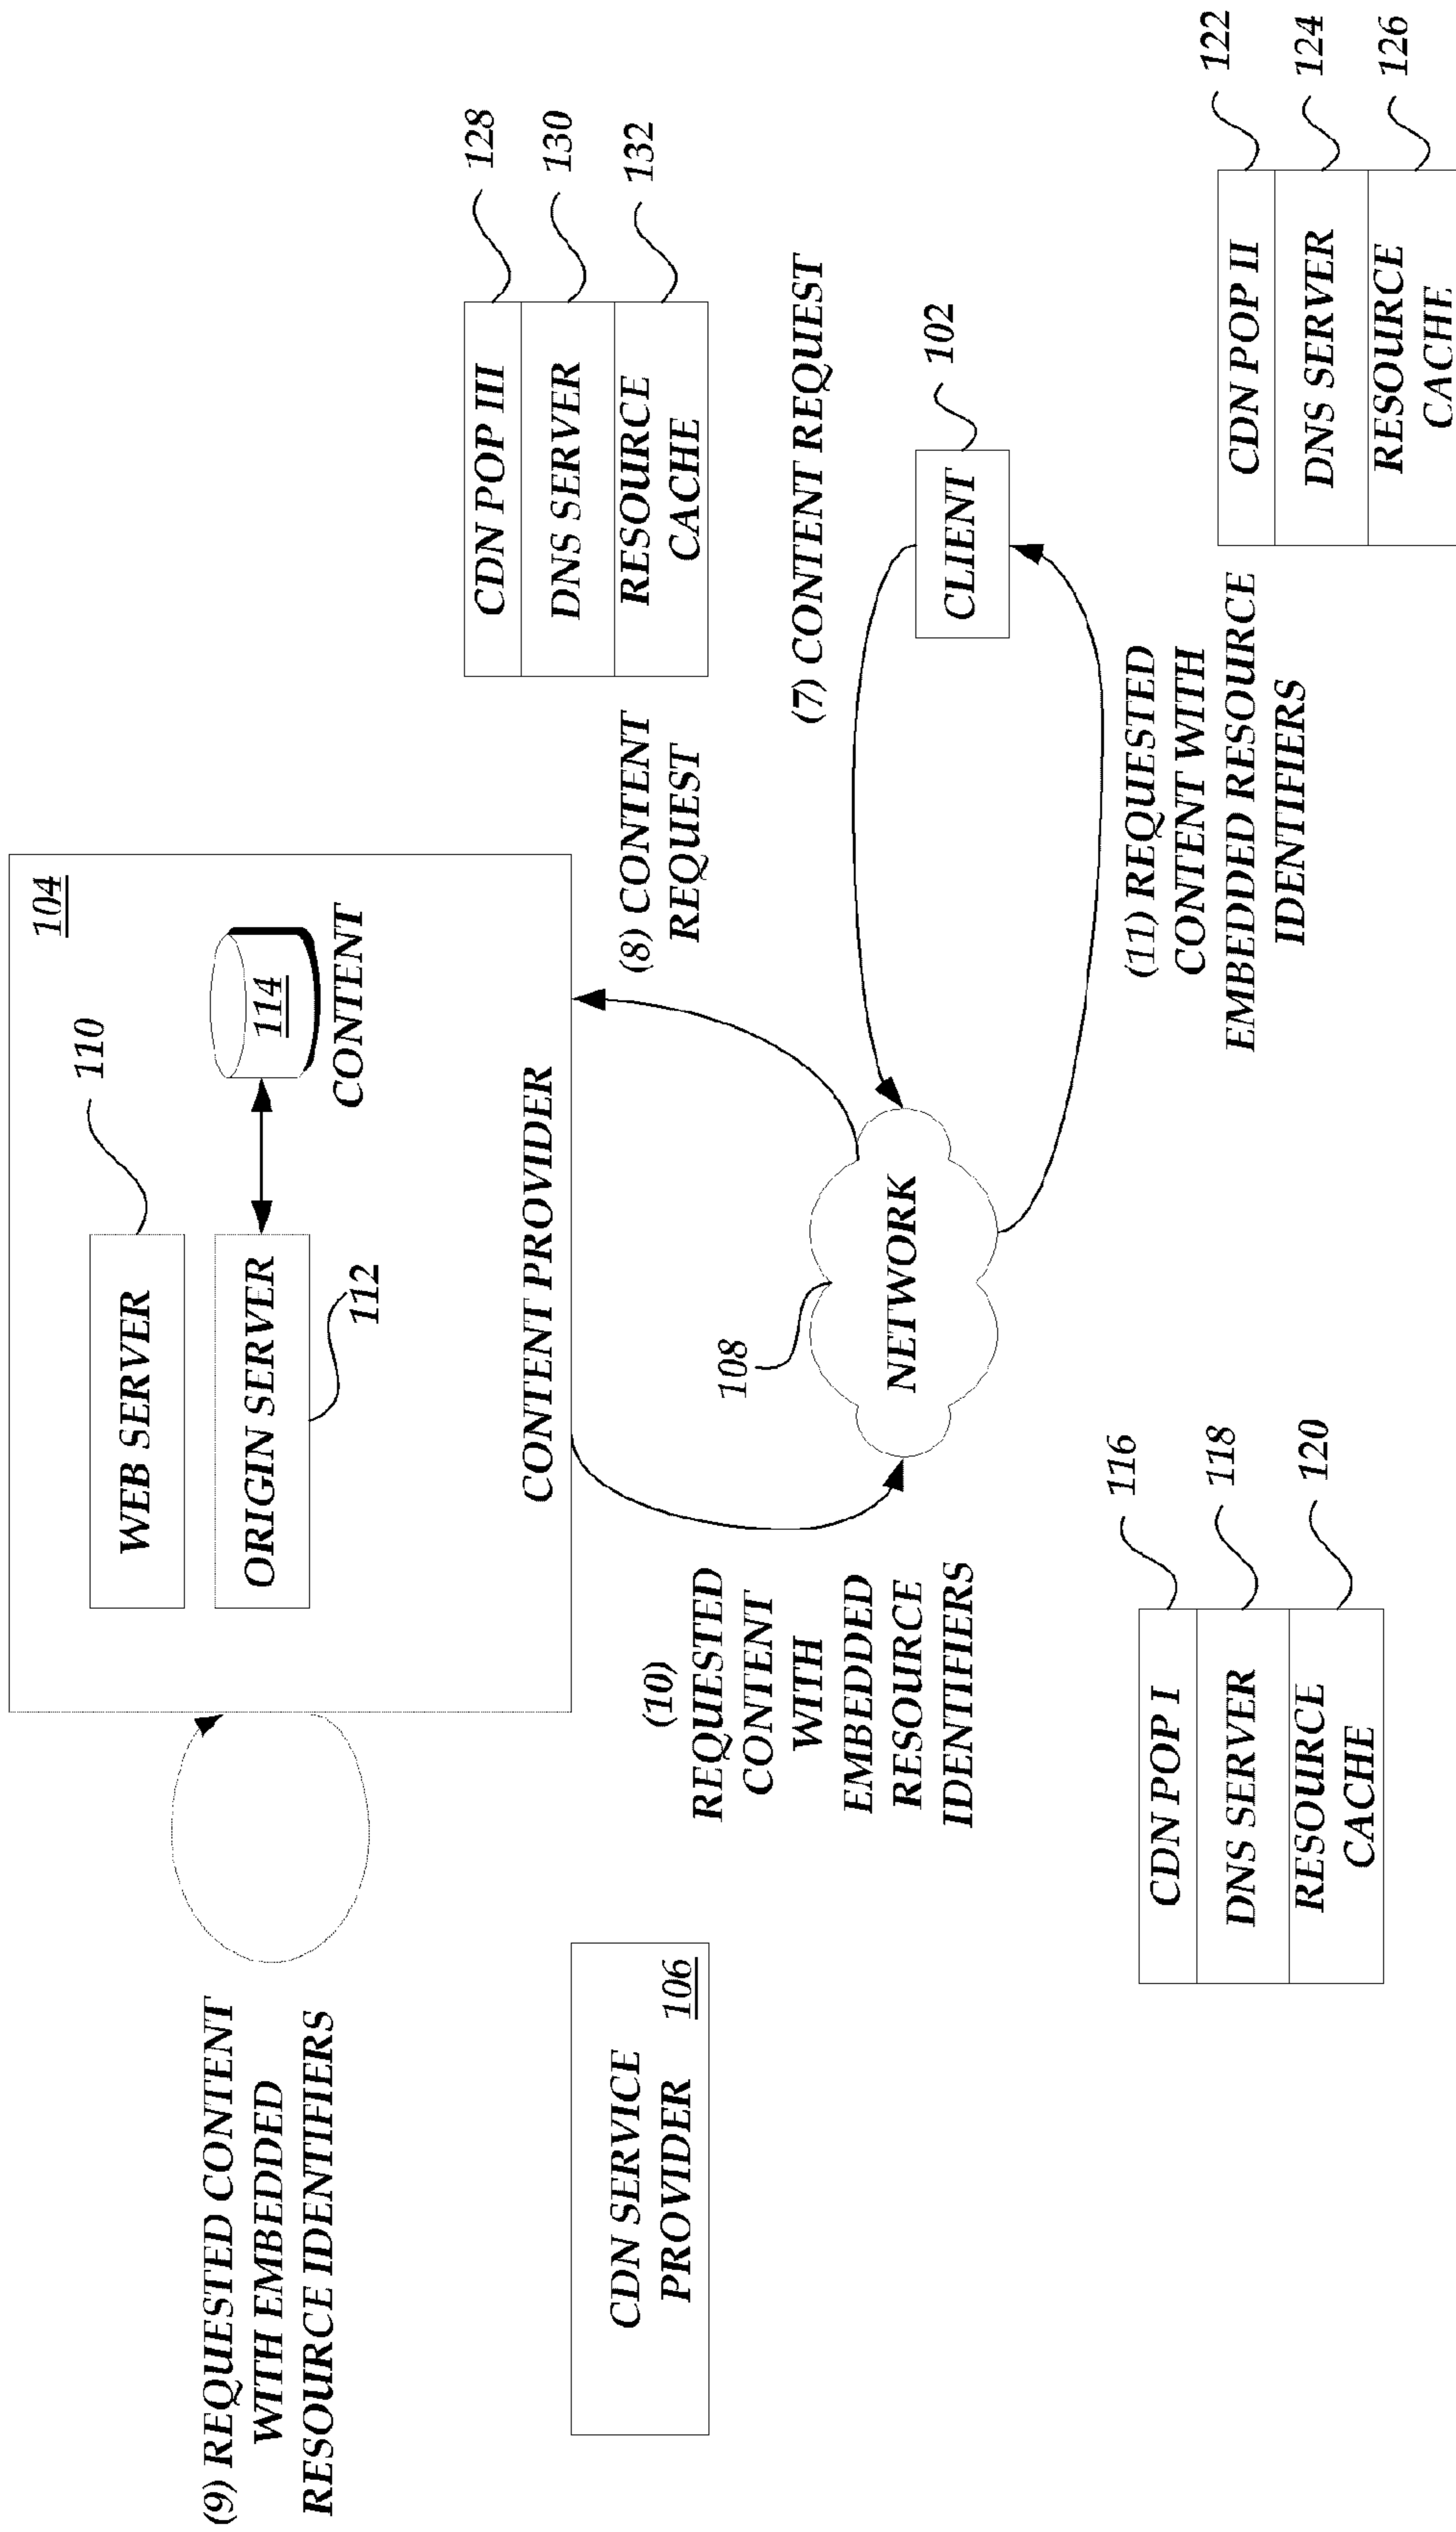 (9) REQUESTED CONTENT
WITH EMBEDDED
RESOURCE IDENTIFIERS
104
WEB SERVER
110
ORIGIN SERVER
112
114
CONTENT
CONTENT PROVIDER
CDN SERVICE
PROVIDER
106
(10)
REQUESTED
CONTENT
WITH
EMBEDDED
RESOURCE
IDENTIFIERS
(8) CONTENT
REQUEST
CDN POP III
128
DNS SERVER
130
RESOURCE
CACHE
132
108
NETWORK
(7) CONTENT REQUEST
CLIENT
102
(11) REQUESTED
CONTENT WITH
EMBEDDED RESOURCE
IDENTIFIERS
CDN POP I
116
DNS SERVER
118
RESOURCE
CACHE
120
CDN POP II
122
DNS SERVER
124
RESOURCE
CACHE
126